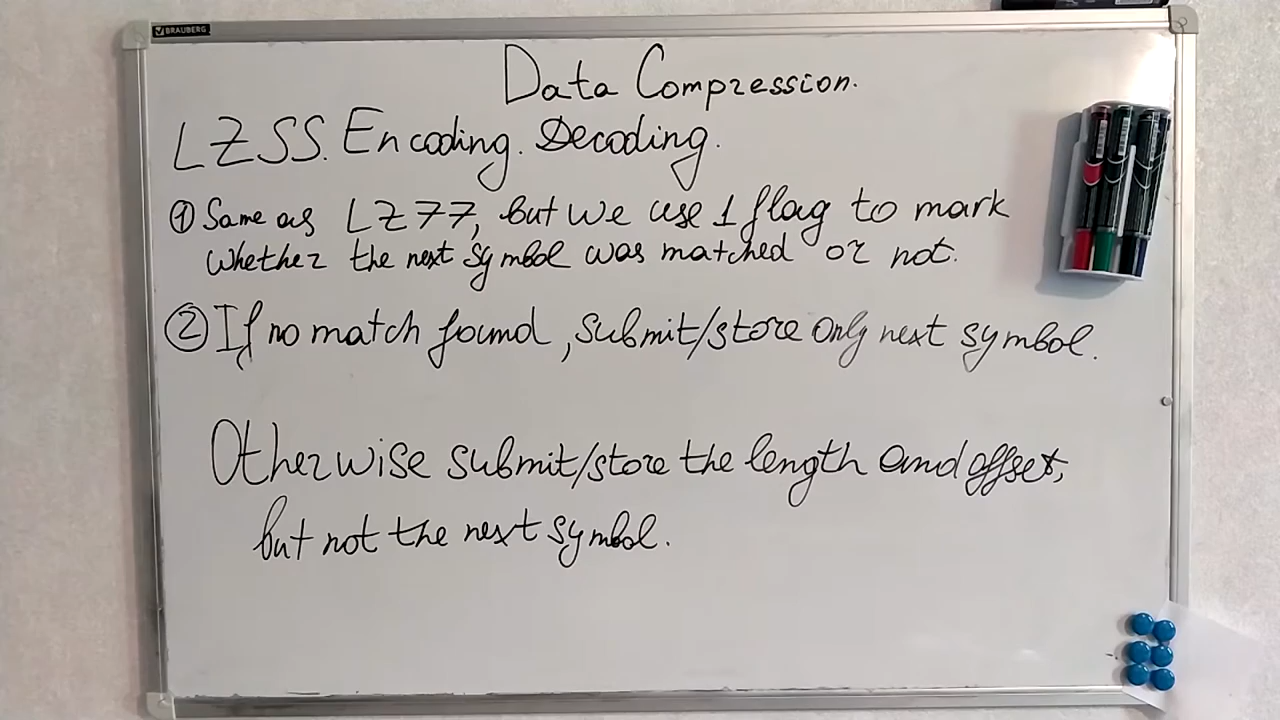 BRAUBERG
Data Compression.
LZSS. Encoding. Decoding.
① Same as LZ77, but we use 1 flag to mark
whether the next symbol was matched or not.
② If no match found, submit/store only next symbol.
Otherwise submit/store the length and offset,
but not the next symbol.